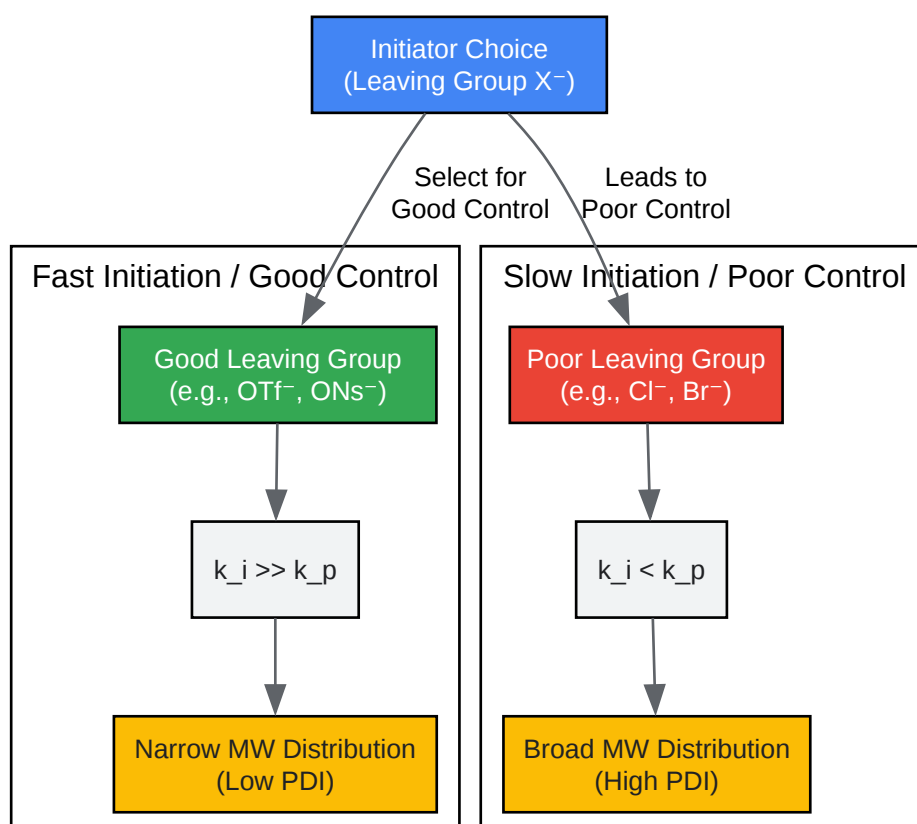 Initiator Choice
(Leaving Group X⁻)
Select for
Good Control
Leads to
Poor Control
Fast Initiation / Good Control
Good Leaving Group
(e.g., OTf⁻, ONs⁻)
k_i >> k_p
Narrow MW Distribution
(Low PDI)
Slow Initiation / Poor Control
Poor Leaving Group
(e.g., Cl⁻, Br⁻)
k_i < k_p
Broad MW Distribution
(High PDI)